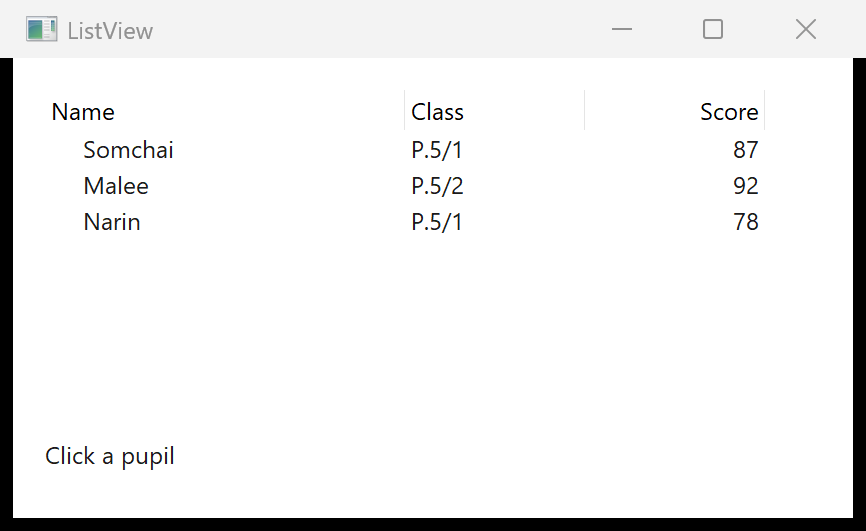 ListView
Name Class Score
Somchai P.5/1 87
Malee P.5/2 92
Narin P.5/1 78
Click a pupil